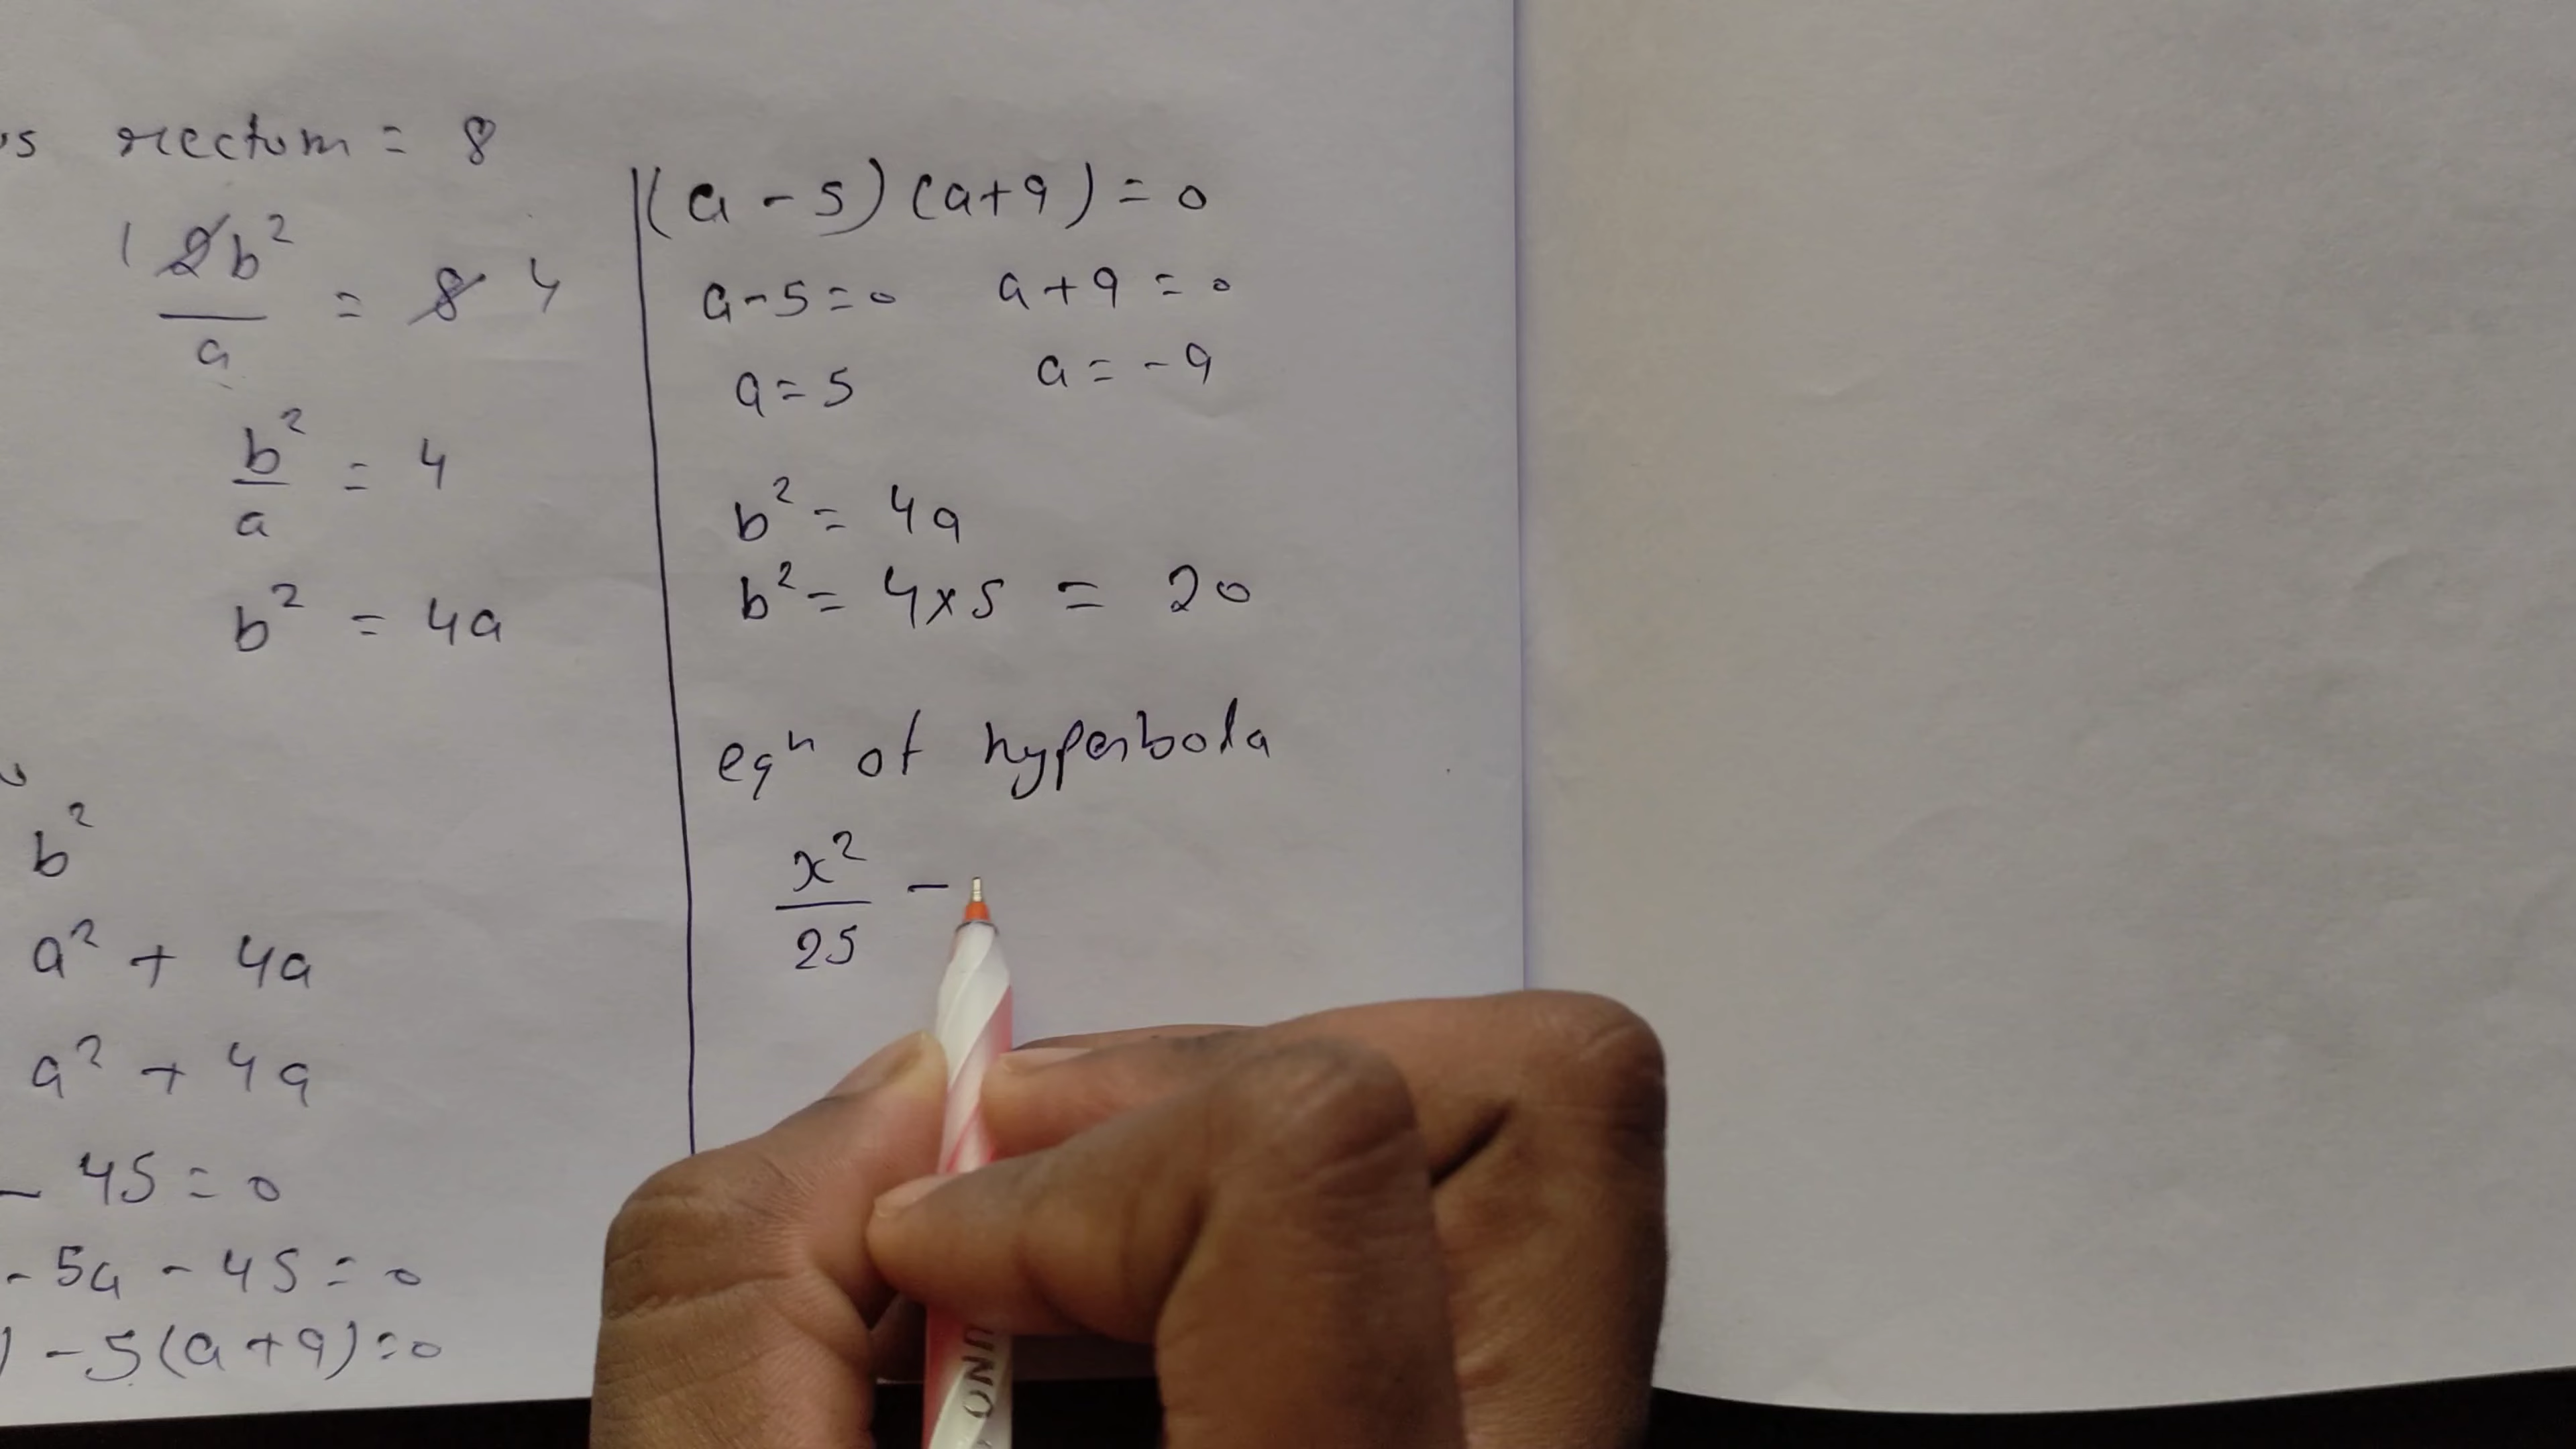 rectum = 8
1 2b² / a = 8 4
b² / a = 4
b² = 4a
b²
a² + 4a
a² + 4a
- 45 = 0
- 5a - 45 = 0
) - 5(a + 9) = 0
(a - 5) (a + 9) = 0
a - 5 = 0 a + 9 = 0
a = 5 a = -9
b² = 4a
b² = 4 × 5 = 20
eqⁿ of hyperbola
x² / 25 -